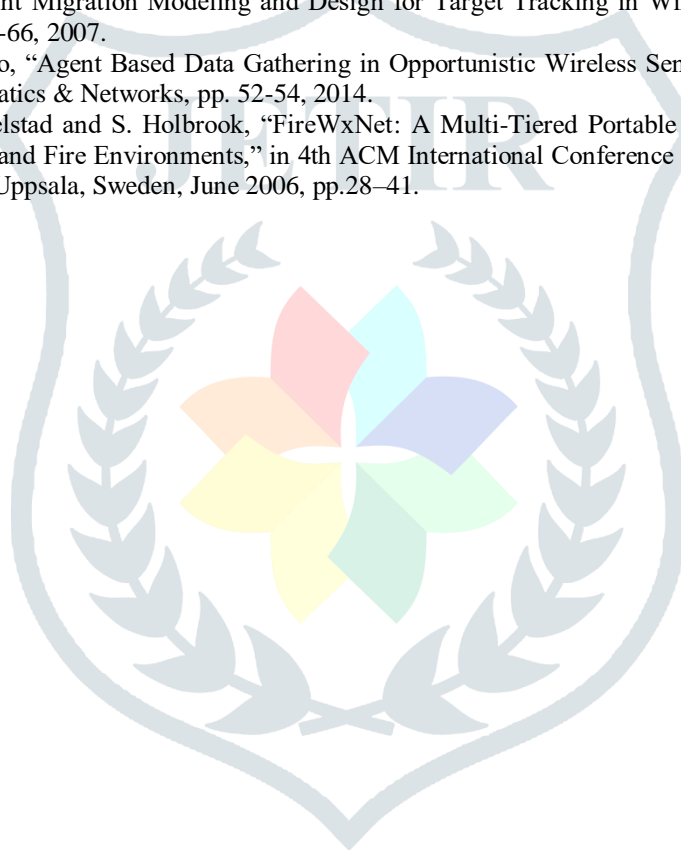 nt Migration Modeling and Design for Target Tracking in Wi
-66, 2007.
o, “Agent Based Data Gathering in Opportunistic Wireless Sen
atics & Networks, pp. 52-54, 2014.
elstad and S. Holbrook, “FireWxNet: A Multi-Tiered Portable
and Fire Environments,” in 4th ACM International Conference
Uppsala, Sweden, June 2006, pp.28–41.
JETIR